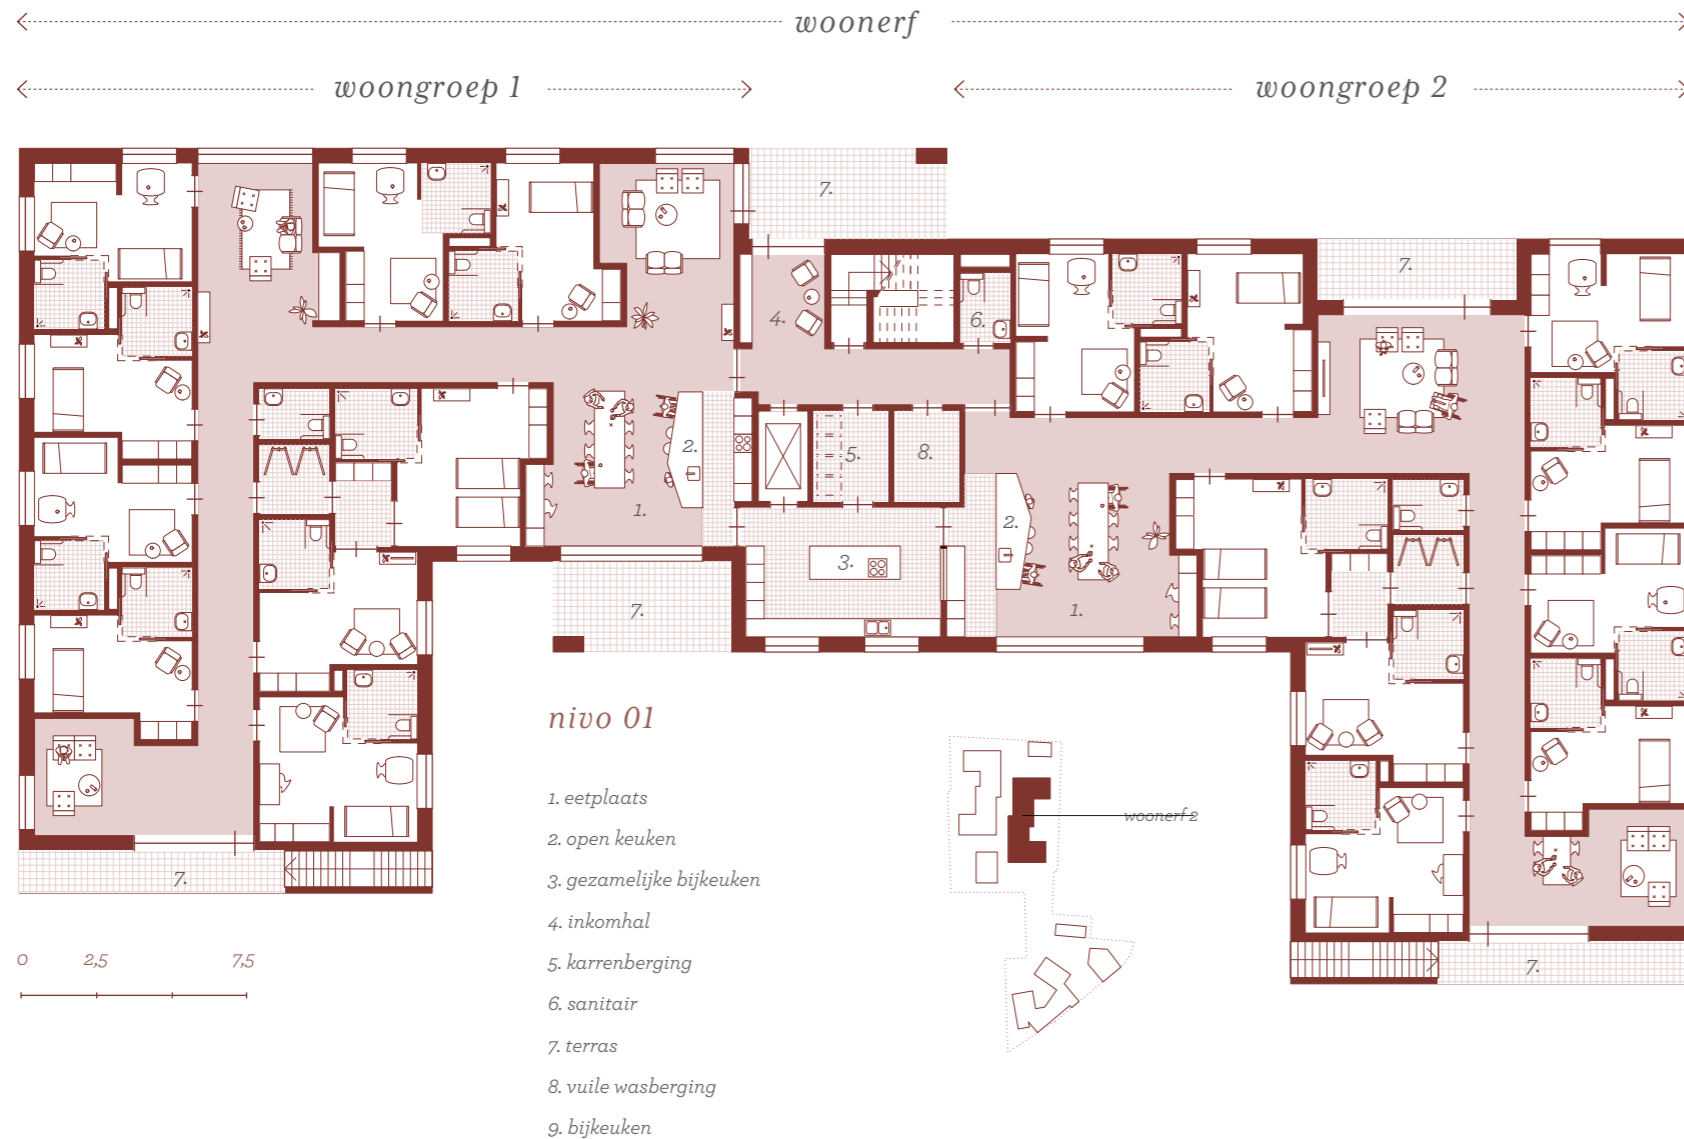 woonerf
woongroep 1
woongroep 2
7.
7.
4.
6.
2.
5.
8.
1.
2.
3.
7.
1.
nivo 01
1. eetplaats
2. open keuken
3. gezamelijke bijkeuken
4. inkomhal
5. karrenberging
6. sanitair
7. terras
8. vuile wasberging
9. bijkeuken
woonerf 2
7.
7.
0 2,5 7,5